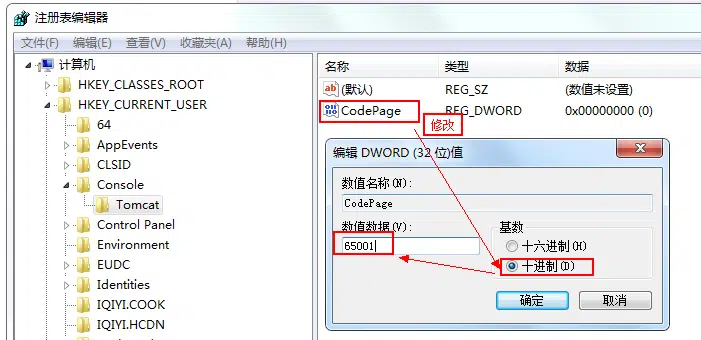 注册表编辑器
文件(F) 编辑(E) 查看(V) 收藏夹(A) 帮助(H)
计算机
HKEY_CLASSES_ROOT
HKEY_CURRENT_USER
64
AppEvents
CLSID
Console
Tomcat
Control Panel
Environment
EUDC
Identities
IQIYI.COOK
IQIYI.HCDN
名称 类型 数据
(默认) REG_SZ (数值未设置)
CodePage REG_DWORD 0x00000000 (0)
修改
编辑 DWORD (32 位)值
数值名称(N):
CodePage
数值数据(V):
65001
基数
十六进制(H)
十进制(D)
确定 取消